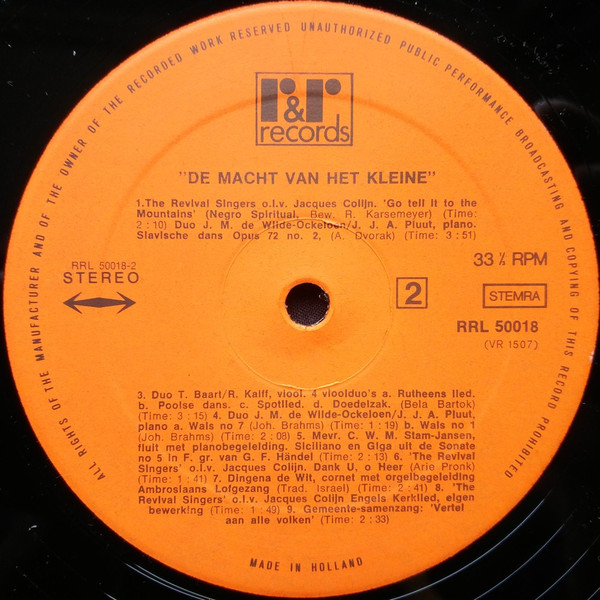 ALL RIGHTS OF THE MANUFACTURER AND OF THE OWNER OF THE RECORDED WORK RESERVED UNAUTHORIZED PUBLIC PERFORMANCE BROADCASTING AND COPYING OF THIS RECORD PROHIBITED
r&r
records
"DE MACHT VAN HET KLEINE"
1.The Revival Singers o.l.v. Jacques Colijn. 'Go tell it to the
Mountains' (Negro Spiritual. Bew. R. Karsemeyer) (Time:
2 : 10) Duo J. M. de Wilde-Ockeloen/J. J. A. Pluut, piano.
Slavische dans Opus 72 no. 2, (A. Dvorak) (Time: 3 : 51)
RRL 50018-2
STEREO
33 ⅓ RPM
2
STEMRA
RRL 50018
(VR 1507)
3. Duo T. Baart/R. Kalff, viool. 4 vioolduo's a. Rutheens lied.
b. Poolse dans. c. Spotlied. d. Doedelzak. (Bela Bartok)
(Time: 3 : 15) 4. Duo J. M. de Wilde-Ockeloen/J. J. A. Pluut,
piano a. Wals no 7 (Joh. Brahms) (Time: 1 : 19) b. Wals no 1
(Joh. Brahms) (Time: 2 : 08) 5. Mevr. C. W. M. Stam-Jansen,
fluit met planobegeleiding. Siciliano en Giga uit de Sonate
no 5 in F. gr. van G. F. Händel (Time: 2 : 13) 6. 'The Revival
Singers' o.l.v. Jacques Colijn. Dank U, o Heer (Arie Pronk)
(Time: 1 : 41) 7. Dingena de Wit, cornet met orgelbegeleiding
Ambrosiaans Lofgezang (Trad. Israel) (Time: 2 : 41) 8. 'The
Revival Singers' o.l.v. Jacques Colijn Engels Kerklied, eigen
bewerking (Time: 1 : 49) 9. Gemeente-samenzang: 'Vertel
aan alle volken' (Time: 2 : 33)
MADE IN HOLLAND